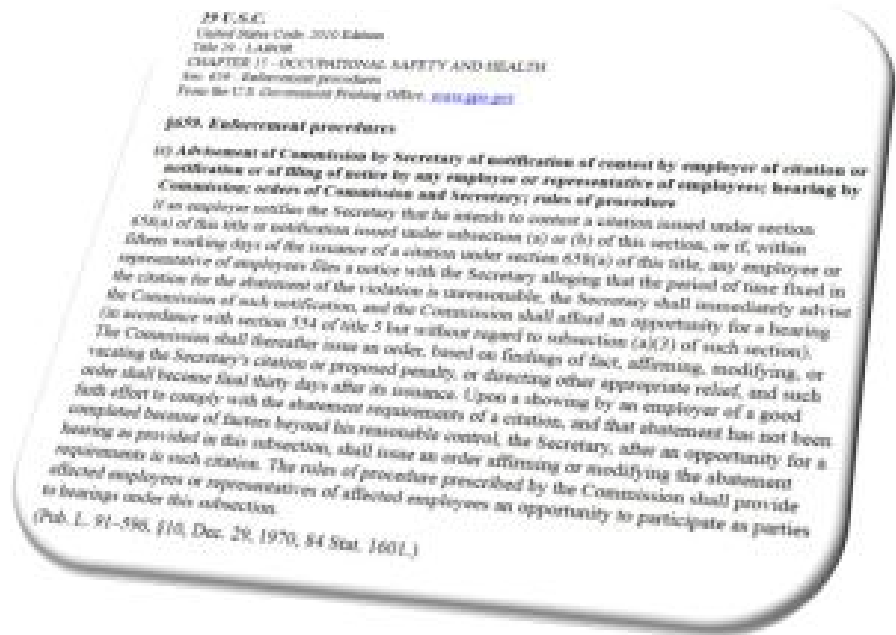 29 U.S.C.
United States Code, 2010 Edition
Title 29 - LABOR
CHAPTER 15 - OCCUPATIONAL SAFETY AND HEALTH
Sec. 659 - Enforcement procedures
From the U.S. Government Printing Office, www.gpo.gov
§659. Enforcement procedures
(c) Advisement of Commission by Secretary of notification of contest by employer of citation or
notification or of filing of notice by any employee or representative of employees; hearing by
Commission; orders of Commission and Secretary; rules of procedure
If an employer notifies the Secretary that he intends to contest a citation issued under section
658(a) of this title or notification issued under subsection (a) or (b) of this section, or if, within
fifteen working days of the issuance of a citation under section 658(a) of this title, any employee or
representative of employees files a notice with the Secretary alleging that the period of time fixed in
the citation for the abatement of the violation is unreasonable, the Secretary shall immediately advise
the Commission of such notification, and the Commission shall afford an opportunity for a hearing
(in accordance with section 554 of title 5 but without regard to subsection (a)(3) of such section).
The Commission shall thereafter issue an order, based on findings of fact, affirming, modifying, or
vacating the Secretary's citation or proposed penalty, or directing other appropriate relief, and such
order shall become final thirty days after its issuance. Upon a showing by an employer of a good
faith effort to comply with the abatement requirements of a citation, and that abatement has not been
completed because of factors beyond his reasonable control, the Secretary, after an opportunity for a
hearing as provided in this subsection, shall issue an order affirming or modifying the abatement
requirements in such citation. The rules of procedure prescribed by the Commission shall provide
affected employees or representatives of affected employees an opportunity to participate as parties
to hearings under this subsection.
(Pub. L. 91–596, §10, Dec. 29, 1970, 84 Stat. 1601.)